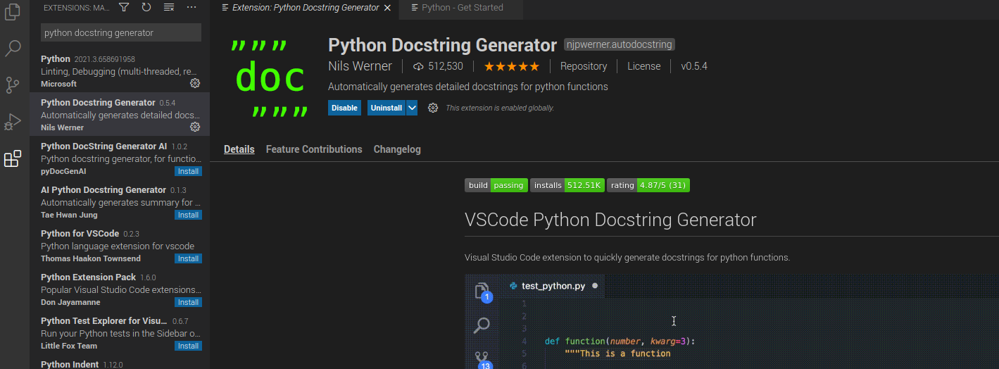 EXTENSIONS: MA...
python docstring generator
Python 2021.3.658691958
Linting, Debugging (multi-threaded, re...
Microsoft
Python Docstring Generator 0.5.4
Automatically generates detailed docs...
Nils Werner
Python DocString Generator AI 1.0.2
Python docstring generator, for functio...
pyDocGenAI Install
AI Python Docstring Generator 0.1.3
Automatically generates summary for ...
Tae Hwan Jung Install
Python for VSCode 0.2.3
Python language extension for vscode
Thomas Haakon Townsend Install
Python Extension Pack 1.6.0
Popular Visual Studio Code extensions...
Don Jayamanne Install
Python Test Explorer for Visu... 0.6.7
Run your Python tests in the Sidebar o...
Little Fox Team Install
Python Indent 1.12.0
Extension: Python Docstring Generator
Python - Get Started
"""
doc
"""
Python Docstring Generator njpwerner.autodocstring
Nils Werner 512,530 Repository License v0.5.4
Automatically generates detailed docstrings for python functions
Disable Uninstall This extension is enabled globally.
Details Feature Contributions Changelog
build passing installs 512.51K rating 4.87/5 (31)
VSCode Python Docstring Generator
Visual Studio Code extension to quickly generate docstrings for python functions.
1 test_python.py
1
2
3
4 def function(number, kwarg=3):
5 """This is a function
6
13